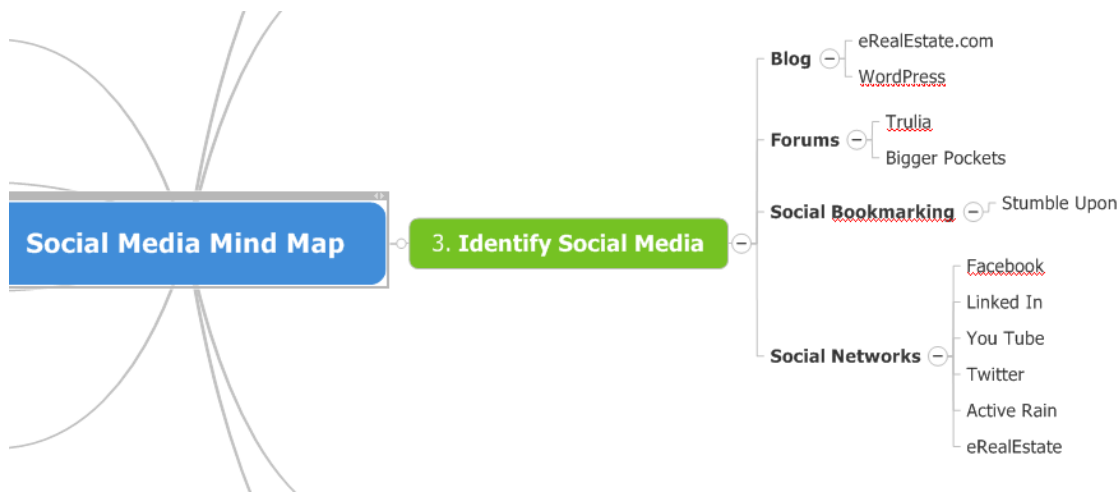 Social Media Mind Map
3. Identify Social Media
Blog
eRealEstate.com
WordPress
Forums
Trulia
Bigger Pockets
Social Bookmarking
Stumble Upon
Social Networks
Facebook
Linked In
You Tube
Twitter
Active Rain
eRealEstate